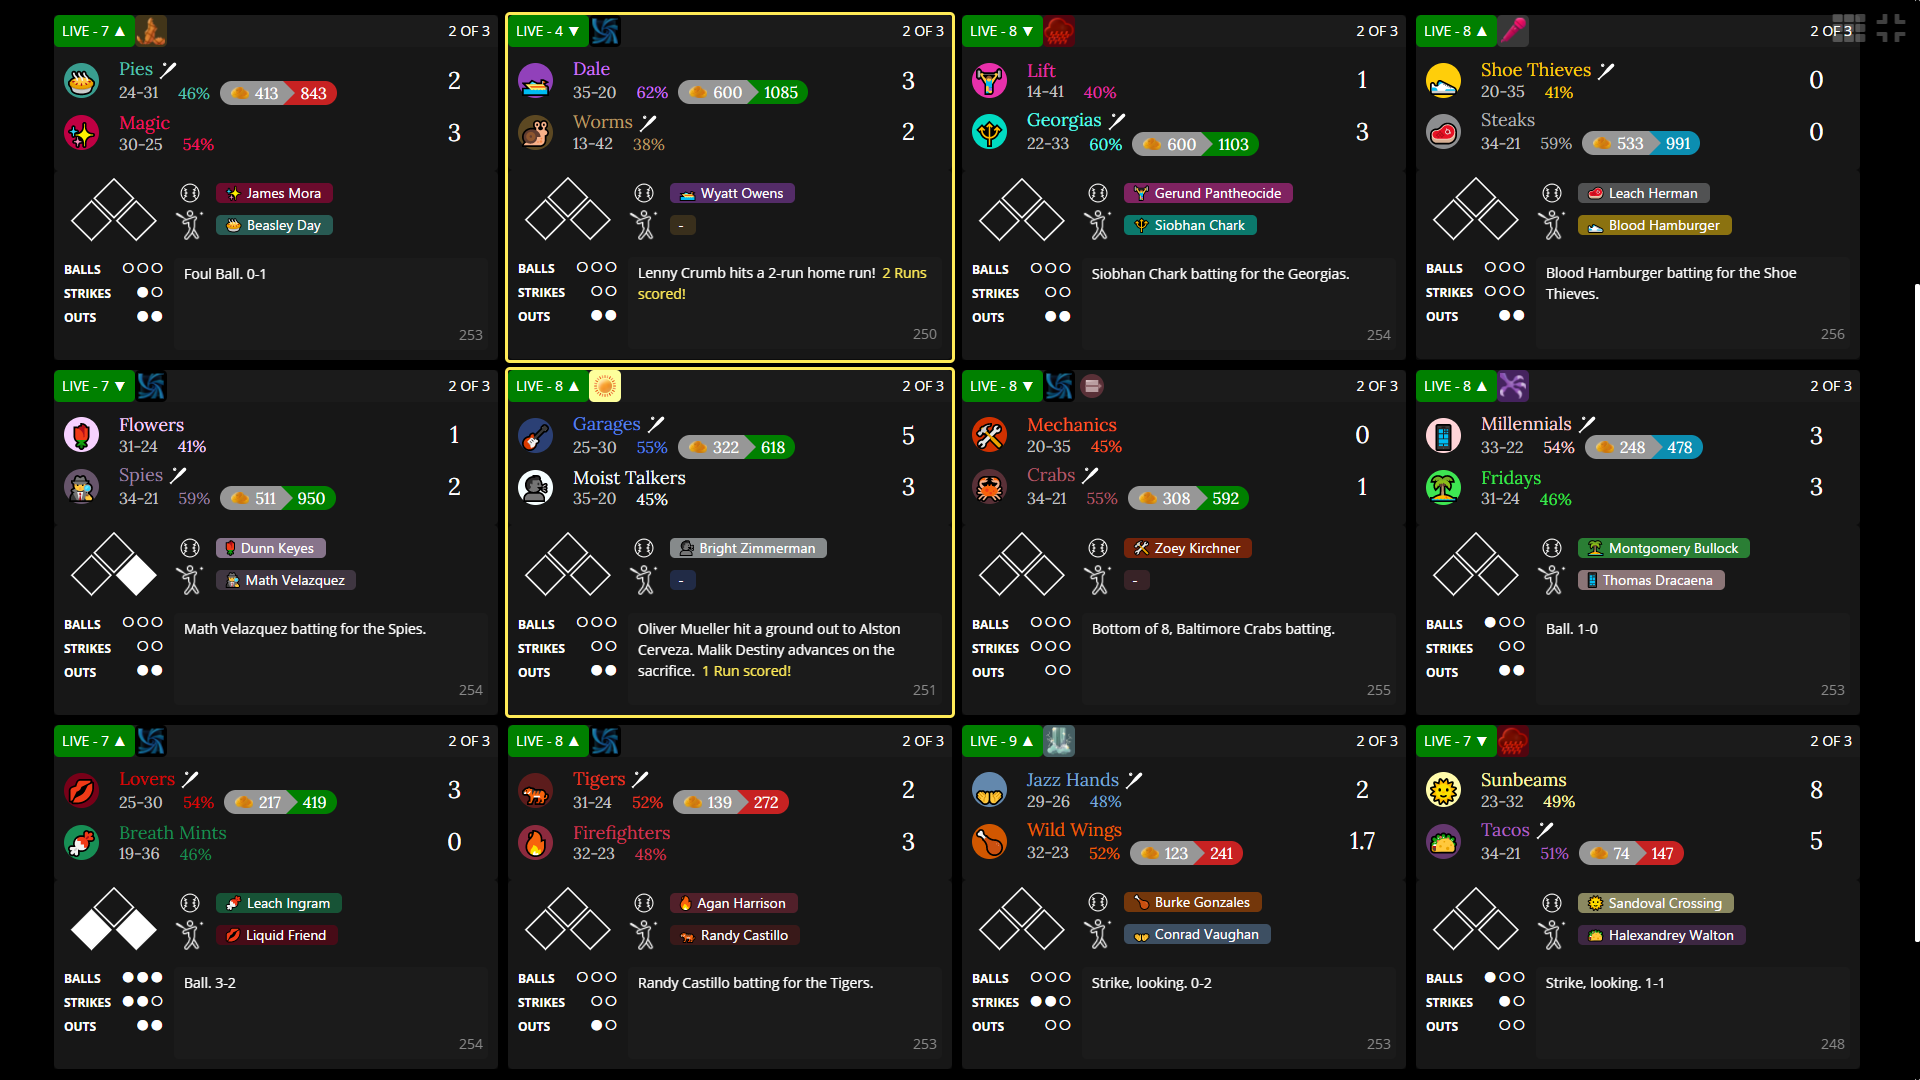 LIVE - 7 ▲ 2 OF 3
Pies
24-31 46% 413 843 2
Magic
30-25 54% 3
James Mora
Beasley Day
BALLS
STRIKES
OUTS
Foul Ball. 0-1
253
LIVE - 4 ▼ 2 OF 3
Dale
35-20 62% 600 1085 3
Worms
13-42 38% 2
Wyatt Owens
-
BALLS
STRIKES
OUTS
Lenny Crumb hits a 2-run home run! 2 Runs
scored!
250
LIVE - 8 ▼ 2 OF 3
Lift
14-41 40% 1
Georgias
22-33 60% 600 1103 3
Gerund Pantheocide
Siobhan Chark
BALLS
STRIKES
OUTS
Siobhan Chark batting for the Georgias.
254
LIVE - 8 ▲ 2 OF 3
Shoe Thieves
20-35 41% 0
Steaks
34-21 59% 533 991 0
Leach Herman
Blood Hamburger
BALLS
STRIKES
OUTS
Blood Hamburger batting for the Shoe
Thieves.
256
LIVE - 7 ▼ 2 OF 3
Flowers
31-24 41% 1
Spies
34-21 59% 511 950 2
Dunn Keyes
Math Velazquez
BALLS
STRIKES
OUTS
Math Velazquez batting for the Spies.
254
LIVE - 8 ▲ 2 OF 3
Garages
25-30 55% 322 618 5
Moist Talkers
35-20 45% 3
Bright Zimmerman
-
BALLS
STRIKES
OUTS
Oliver Mueller hit a ground out to Alston
Cerveza. Malik Destiny advances on the
sacrifice. 1 Run scored!
251
LIVE - 8 ▼ 2 OF 3
Mechanics
20-35 45% 0
Crabs
34-21 55% 308 592 1
Zoey Kirchner
-
BALLS
STRIKES
OUTS
Bottom of 8, Baltimore Crabs batting.
255
LIVE - 8 ▲ 2 OF 3
Millennials
33-22 54% 248 478 3
Fridays
31-24 46% 3
Montgomery Bullock
Thomas Dracaena
BALLS
STRIKES
OUTS
Ball. 1-0
253
LIVE - 7 ▲ 2 OF 3
Lovers
25-30 54% 217 419 3
Breath Mints
19-36 46% 0
Leach Ingram
Liquid Friend
BALLS
STRIKES
OUTS
Ball. 3-2
254
LIVE - 8 ▲ 2 OF 3
Tigers
31-24 52% 139 272 2
Firefighters
32-23 48% 3
Agan Harrison
Randy Castillo
BALLS
STRIKES
OUTS
Randy Castillo batting for the Tigers.
253
LIVE - 9 ▲ 2 OF 3
Jazz Hands
29-26 48% 2
Wild Wings
32-23 52% 123 241 1.7
Burke Gonzales
Conrad Vaughan
BALLS
STRIKES
OUTS
Strike, looking. 0-2
253
LIVE - 7 ▼ 2 OF 3
Sunbeams
23-32 49% 8
Tacos
34-21 51% 74 147 5
Sandoval Crossing
Halexandrey Walton
BALLS
STRIKES
OUTS
Strike, looking. 1-1
248